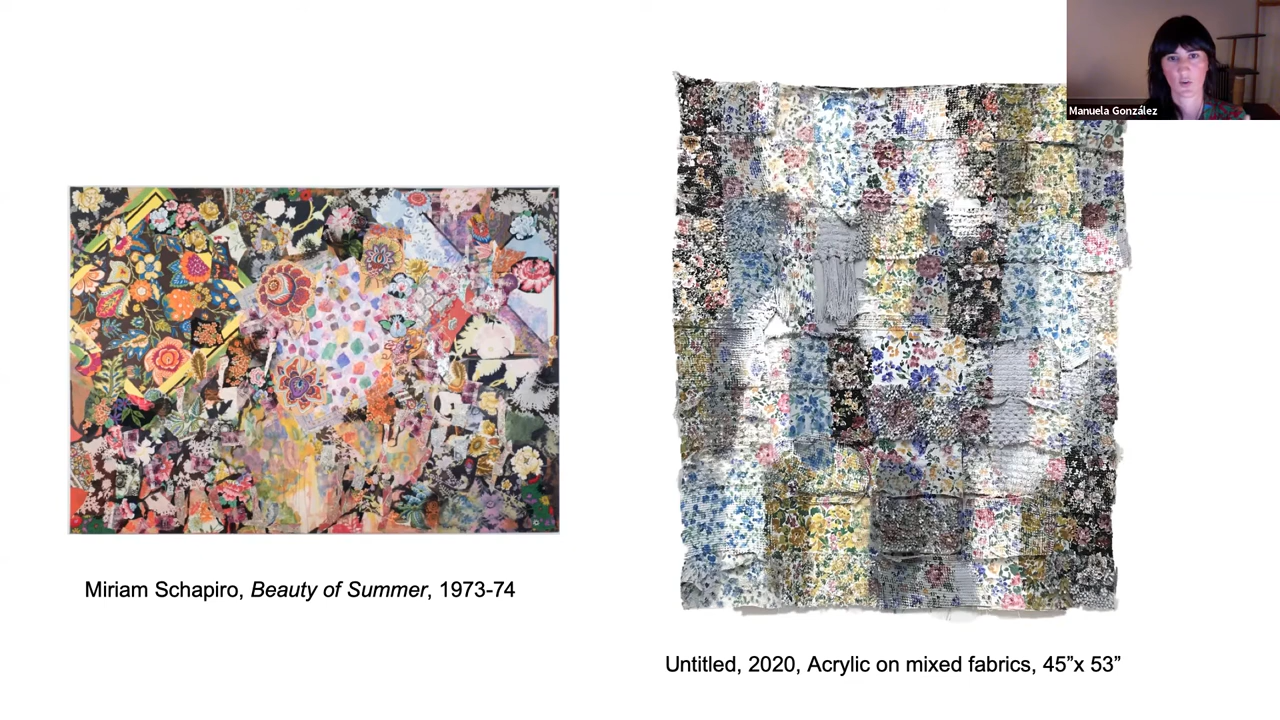 Manuela González
Miriam Schapiro, Beauty of Summer, 1973-74
Untitled, 2020, Acrylic on mixed fabrics, 45”x 53”